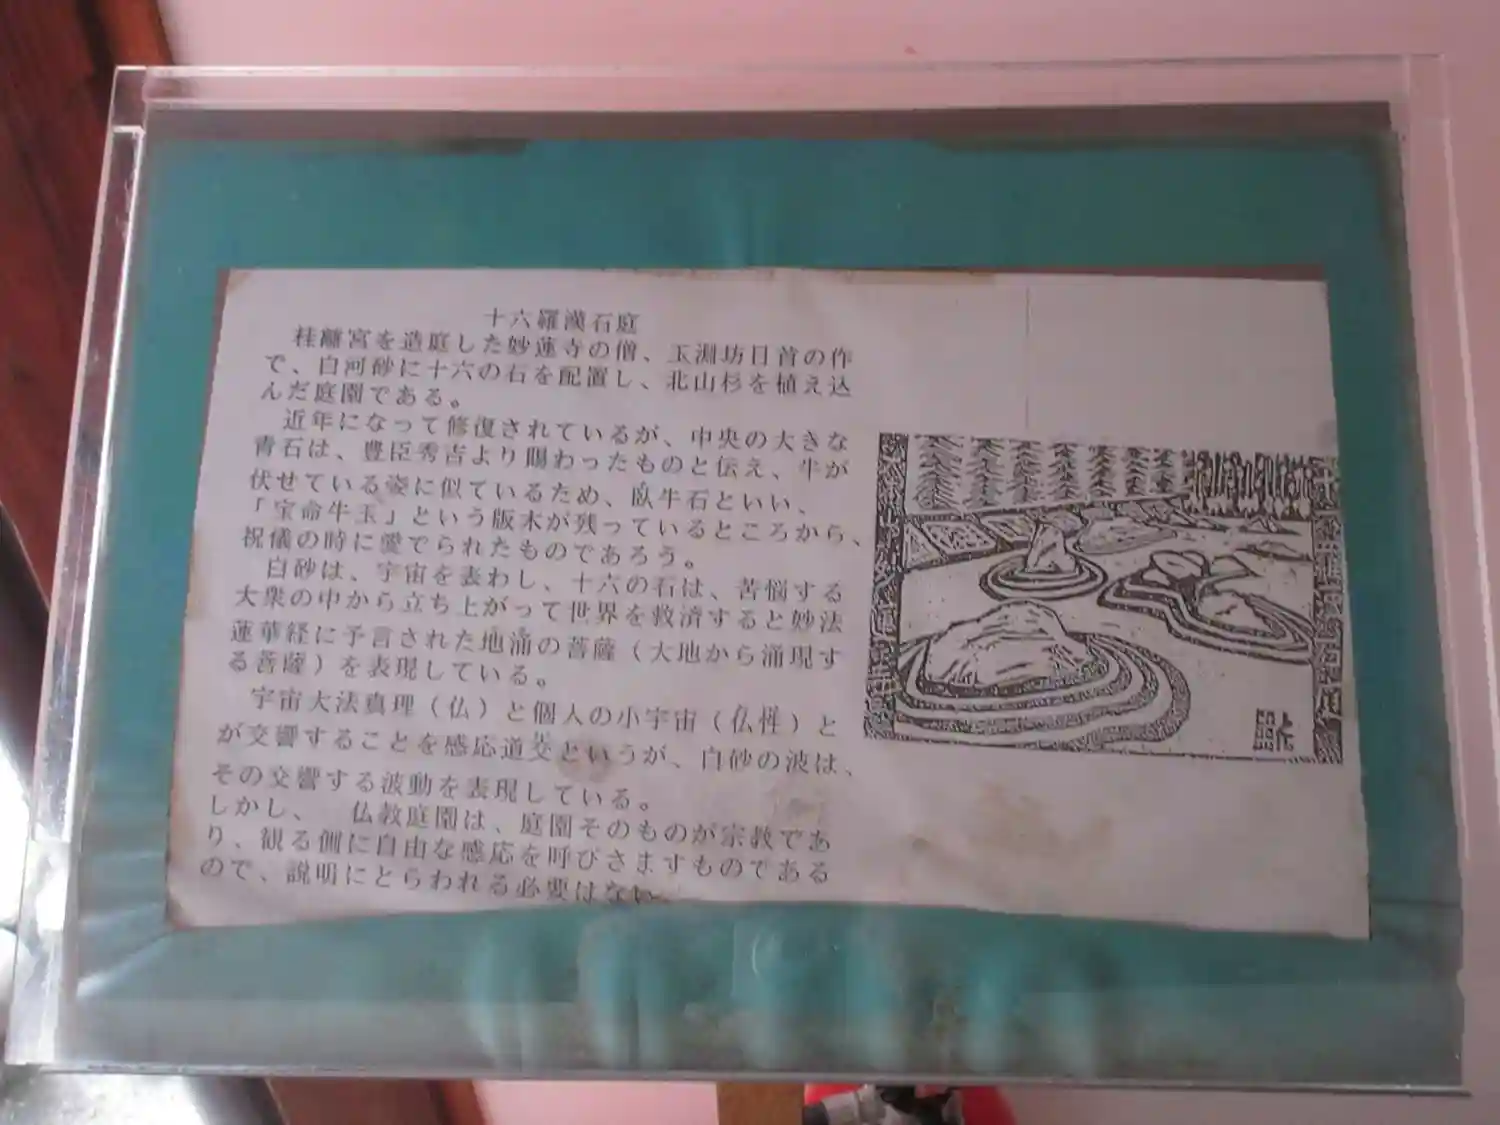 十六羅漢石庭
桂離宮を造庭した妙蓮寺の僧、玉淵坊日首の作
で、白河砂に十六の石を配置し、北山杉を植え込
んだ庭園である。
近年になって修復されているが、中央の大きな
青石は、豊臣秀吉より賜わったものと伝え、牛が
伏せている姿に似ているため、臥牛石といい、
「宝命牛玉」という版木が残っているところから、
祝儀の時に愛でられたものであろう。
白砂は、宇宙を表わし、十六の石は、苦悩する
大衆の中から立ち上がって世界を救済すると妙法
蓮華経に予言された地涌の菩薩（大地から涌現す
る菩薩）を表現している。
宇宙大法真理（仏）と個人の小宇宙（仏性）と
が交響することを感応道交というが、白砂の波は、
その交響する波動を表現している。
しかし、　仏教庭園は、庭園そのものが宗教であ
り、観る側に自由な感応を呼びさますものである
ので、説明にとらわれる必要はない。